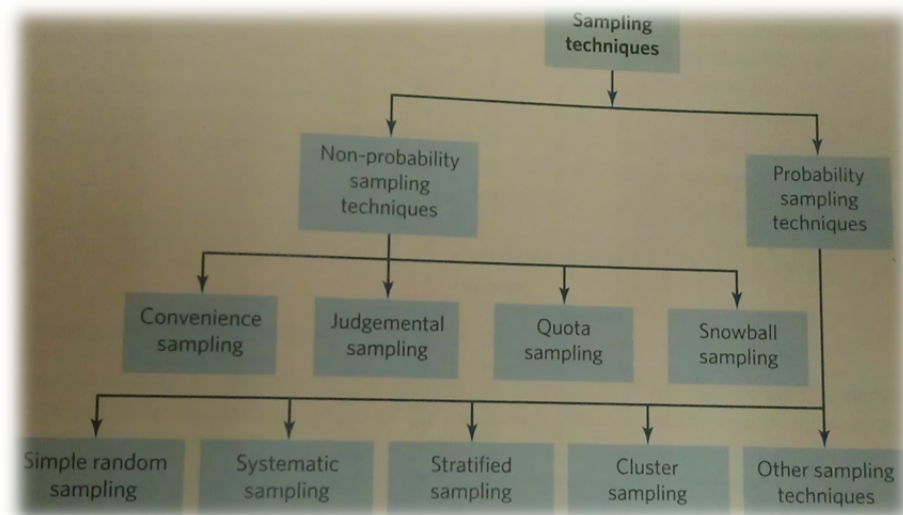 Sampling
techniques
Non-probability
sampling
techniques
Probability
sampling
techniques
Convenience
sampling
Judgemental
sampling
Quota
sampling
Snowball
sampling
Simple random
sampling
Systematic
sampling
Stratified
sampling
Cluster
sampling
Other sampling
techniques